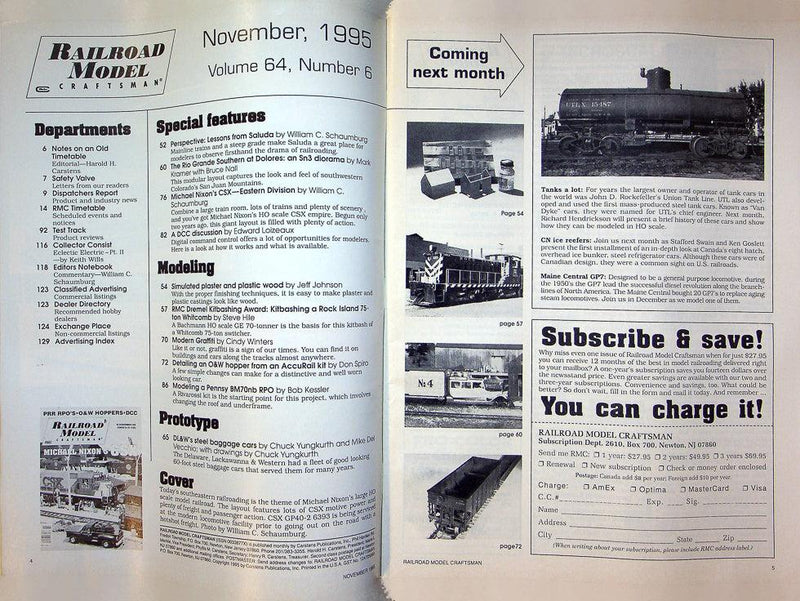 RAILROAD
MODEL
CRAFTSMAN
November, 1995
Volume 64, Number 6
Departments
6 Notes on an Old
Timetable
Editorial—Harold H.
Carstens
7 Safety Valve
Letters from our readers
9 Dispatchers Report
Product and industry news
14 RMC Timetable
Scheduled events and
notices
92 Test Track
Product reviews
116 Collector Consist
Eclectic Electric–Pt. II
—by Keith Wills
118 Editors Notebook
Commentary—William C.
Schaumburg
123 Classified Advertising
Commercial listings
123 Dealer Directory
Recommended hobby
dealers
124 Exchange Place
Non-commercial listings
129 Advertising Index
PRR RPO'S-O&W HOPPERS-DCC
RAILROAD
MODEL
CRAFTSMAN
MICHAEL NIXON
4
Special features
52 Perspective: Lessons from Saluda by William C. Schaumburg
Mainline trains and a steep grade make Saluda a great place for
modelers to observe firsthand the drama of railroading.
60 The Rio Grande Southern at Dolores: an Sn3 diorama by Mark
Kramer with Bruce Nall
This modular layout captures the look and feel of southwestern
Colorado's San Juan Mountains.
76 Michael Nixon's CSX—Eastern Division by William C.
Schaumburg
Combine a large train room, lots of trains and plenty of scenery,
and you've got Michael Nixon's HO scale CSX empire. Begun only
two years ago, this giant layout is filled with plenty of action.
82 A DCC discussion by Edward Loizeaux
Digital command control offers a lot of opportunities for modelers.
Here is a look at how it works and what is available.
Modeling
54 Simulated plaster and plastic wood by Jeff Johnson
With the proper finishing techniques, it is easy to make plaster and
plastic castings look like wood.
57 RMC Dremel Kitbashing Award: Kitbashing a Rock Island 75-
ton Whitcomb by Steve Hile
A Bachmann HO scale GE 70-tonner is the basis for this kitbash of
a Whitcomb 75-ton switcher.
70 Modern Graffiti by Cindy Winters
Like it or not, graffiti is a sign of our times. You can find it on
buildings and cars along the tracks almost anywhere.
72 Detailing an O&W hopper from an AccuRail kit by Don Spiro
A few simple changes can make for a distinctive and well worn
looking car.
86 Modeling a Pennsy BM70nb RPO by Bob Kessler
A Rivarossi kit is the starting point for this project, which involves
changing the roof and underframe.
Prototype
65 DL&W's steel baggage cars by Chuck Yungkurth and Mike Del
Vecchio; with drawings by Chuck Yungkurth
The Delaware, Lackawanna & Western had a fleet of good looking
60-foot steel baggage cars that served them for many years.
Cover
Today's southeastern railroading is the theme of Michael Nixon's large HO
scale model railroad. The layout features lots of CSX motive power and
plenty of freight and passenger action. CSX GP40-2 6393 is being serviced
at the modern locomotive facility prior to going out on the road with a
hotshot freight. Photo by William C. Schaumburg.
NOVEMBER 1995
Coming
next month
Page 54
page 57
No 4
page 60
page72
UTLX 15487
Tanks a lot: For years the largest owner and operator of tank cars in
the world was John D. Rockefeller's Union Tank Line. UTL also devel-
oped and used the first mass-produced steel tank cars. Known as "Van
Dyke" cars, they were named for UTL's chief engineer. Next month,
Richard Hendrickson will present a brief history of these cars and show
how they can be modeled in HO scale.
CN ice reefers: Join us next month as Stafford Swain and Ken Goslett
present the first installment of an in-depth look at Canada's eight hatch,
overhead ice bunker, steel refrigerator cars. Although these cars were of
Canadian design, they were a common sight on U.S. railroads.
Maine Central GP7: Designed to be a general purpose locomotive, during
the 1950's the GP7 lead the successful diesel revolution along the branch-
lines of North America. The Maine Central bought 20 GP7's to replace aging
steam locomotives. Join us in December as we model one of them.
Subscribe & save!
Why miss even one issue of Railroad Model Craftsman when for just $27.95
you can receive 12 months of the best in model railroading delivered right
to your mailbox? A one-year's subscription saves you fourteen dollars over
the newsstand price. Even greater savings are available with our two and
three-year subscriptions. Convenience and savings, too. What could be
better? So don't wait, fill in the form and mail it today. And remember ...
You can charge it!
RAILROAD MODEL CRAFTSMAN
Subscription Dept. 2610, Box 700, Newton, NJ 07860
Send me RMC: 1 year: $27.95 2 years: $49.95 3 years $69.95
Renewal New subscription Check or money order enclosed
Postage: Canada add $8 per year; Foreign add $10 per year.
Charge: AmEx Optima MasterCard Visa
C.C.# Exp. Sig.
Name
Address
City State Zip
(When writing about your subscription, please include RMC address label.)
RAILROAD MODEL CRAFTSMAN
5